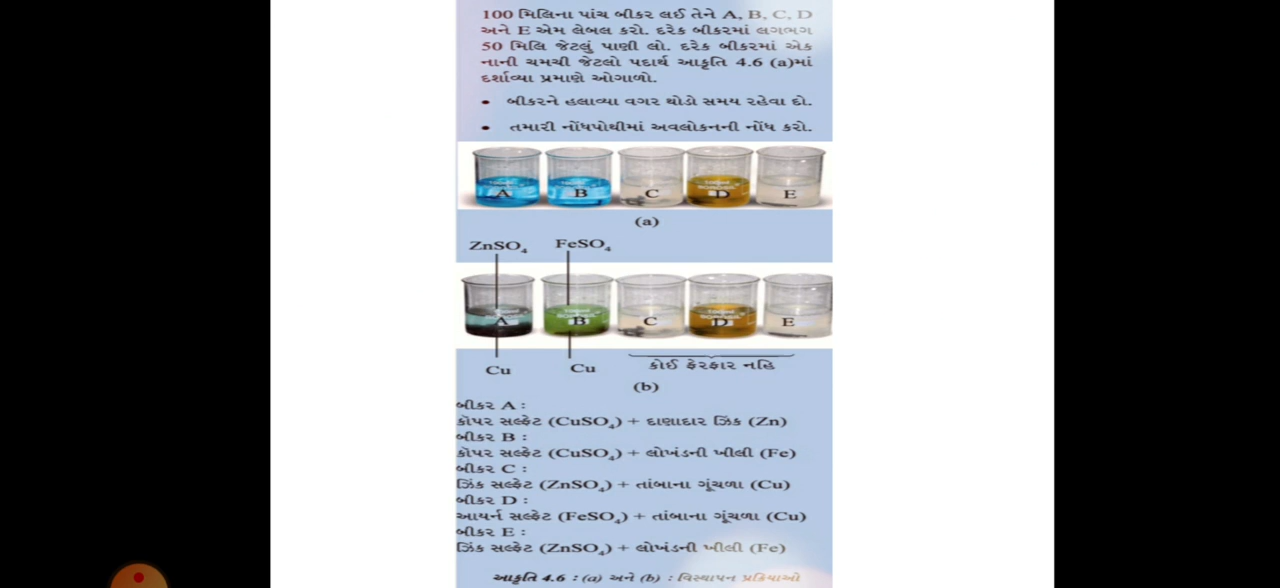 100 મિલિના પાંચ બીકર લઈ તેને A, B, C, D
અને E એમ લેબલ કરો. દરેક બીકરમાં લગભગ
50 મિલિ જેટલું પાણી લો. દરેક બીકરમાં એક
નાની ચમચી જેટલો પદાર્થ આકૃતિ 4.6 (a)માં
દર્શાવ્યા પ્રમાણે ઓગાળો.
• બીકરને હલાવ્યા વગર થોડો સમય રહેવા દો.
• તમારી નોંધપોથીમાં અવલોકનની નોંધ કરો.
A B C D E
(a)
ZnSO₄ FeSO₄
A B C D E
Cu Cu કોઈ ફેરફાર નહિ
(b)
બીકર A :
કૉપર સલ્ફેટ (CuSO₄) + દાણાદાર ઝિંક (Zn)
બીકર B :
કૉપર સલ્ફેટ (CuSO₄) + લોખંડની ખીલી (Fe)
બીકર C :
ઝિંક સલ્ફેટ (ZnSO₄) + તાંબાના ગૂંચળા (Cu)
બીકર D :
આયર્ન સલ્ફેટ (FeSO₄) + તાંબાના ગૂંચળા (Cu)
બીકર E :
ઝિંક સલ્ફેટ (ZnSO₄) + લોખંડની ખીલી (Fe)
આકૃતિ 4.6 : (a) અને (b) : વિસ્થાપન પ્રક્રિયાઓ